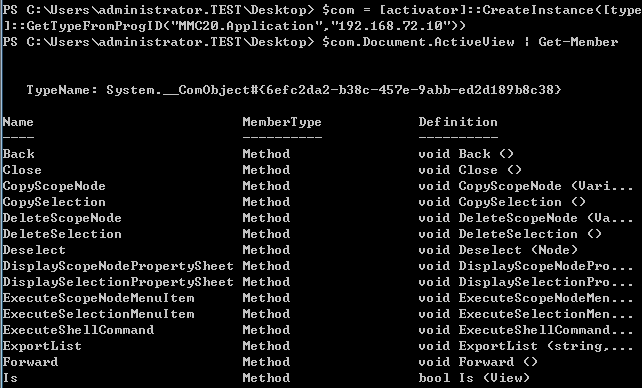 PS C:\Users\administrator.TEST\Desktop> $com = [activator]::CreateInstance([type
]::GetTypeFromProgID("MMC20.Application","192.168.72.10"))
PS C:\Users\administrator.TEST\Desktop> $com.Document.ActiveView | Get-Member

   TypeName: System.__ComObject#{6efc2da2-b38c-457e-9abb-ed2d189b8c38}

Name                        MemberType           Definition
----                        ----------           ----------
Back                        Method               void Back ()
Close                       Method               void Close ()
CopyScopeNode               Method               void CopyScopeNode (Vari...
CopySelection               Method               void CopySelection ()
DeleteScopeNode             Method               void DeleteScopeNode (Va...
DeleteSelection             Method               void DeleteSelection ()
Deselect                    Method               void Deselect (Node)
DisplayScopeNodePropertySheet Method             void DisplayScopeNodePro...
DisplaySelectionPropertySheet Method             void DisplaySelectionPro...
ExecuteScopeNodeMenuItem    Method               void ExecuteScopeNodeMen...
ExecuteSelectionMenuItem    Method               void ExecuteSelectionMen...
ExecuteShellCommand         Method               void ExecuteShellCommand...
ExportList                  Method               void ExportList (string,...
Forward                     Method               void Forward ()
Is                          Method               bool Is (View)